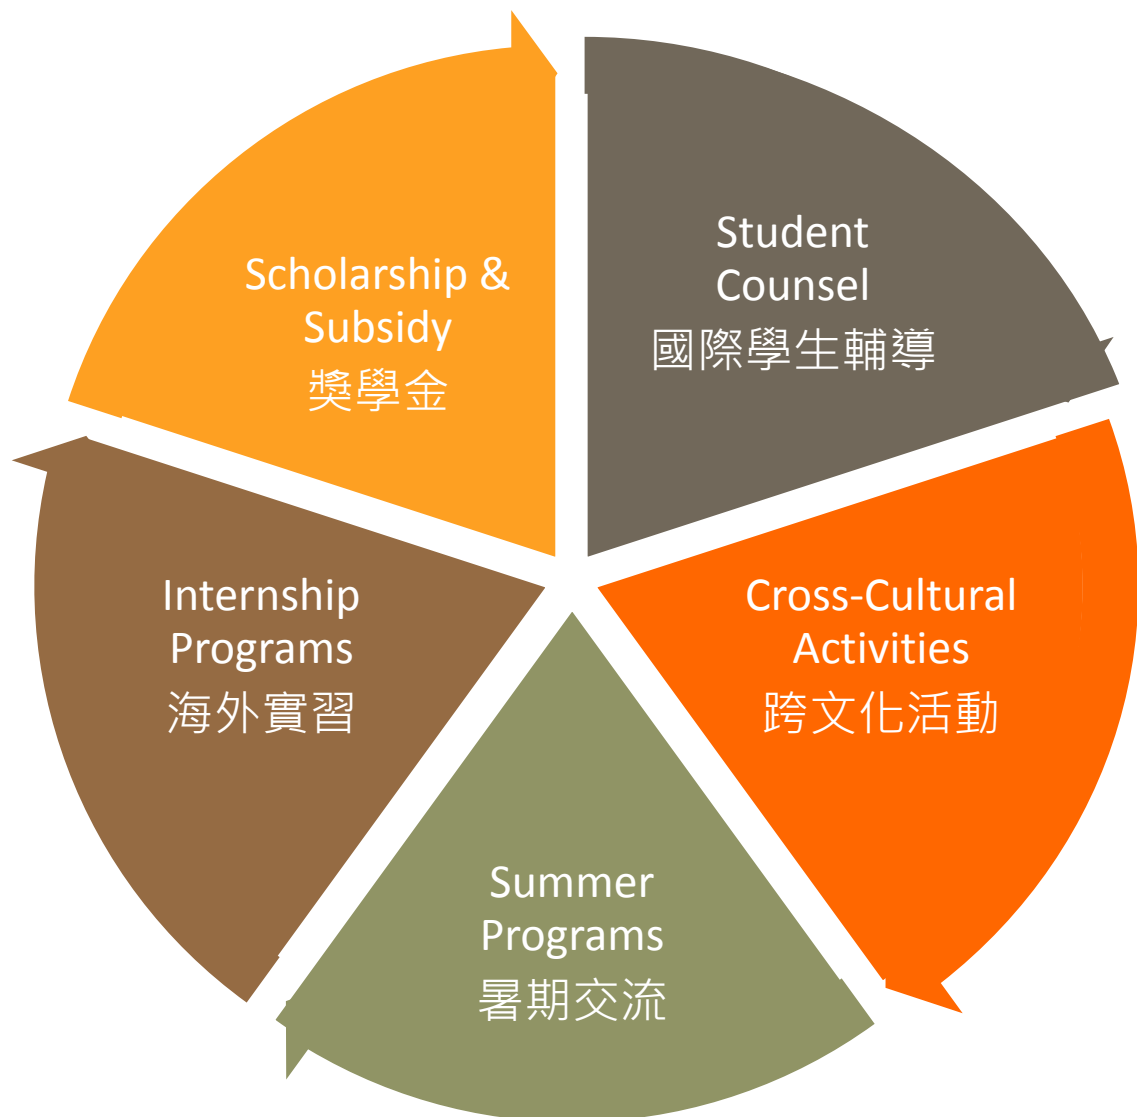 Student
Counsel
國際學生輔導
Cross-Cultural
Activities
跨文化活動
Summer
Programs
暑期交流
Internship
Programs
海外實習
Scholarship &
Subsidy
獎學金